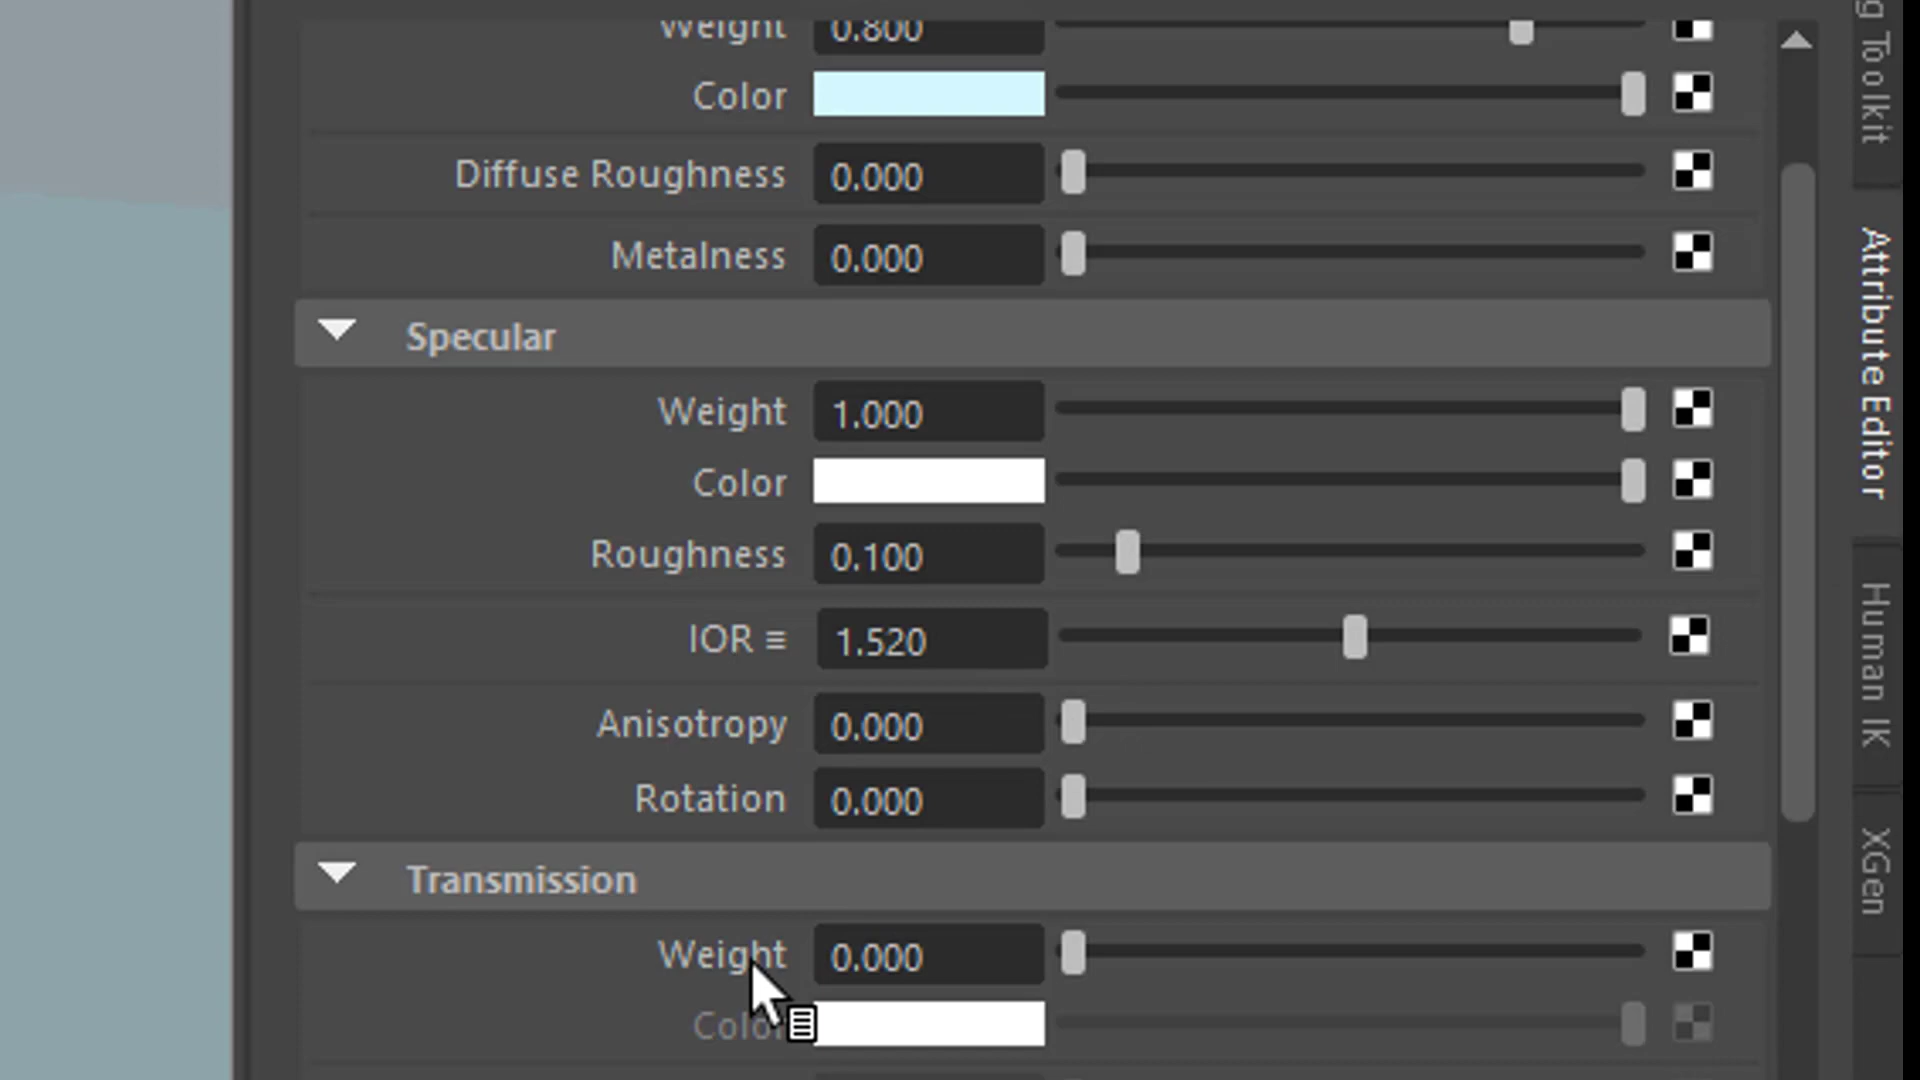 Weight 0.800
Color
Diffuse Roughness 0.000
Metalness 0.000
Specular
Weight 1.000
Color
Roughness 0.100
IOR ≡ 1.520
Anisotropy 0.000
Rotation 0.000
Transmission
Weight 0.000
Color
g Toolkit
Attribute Editor
Human IK
XGen